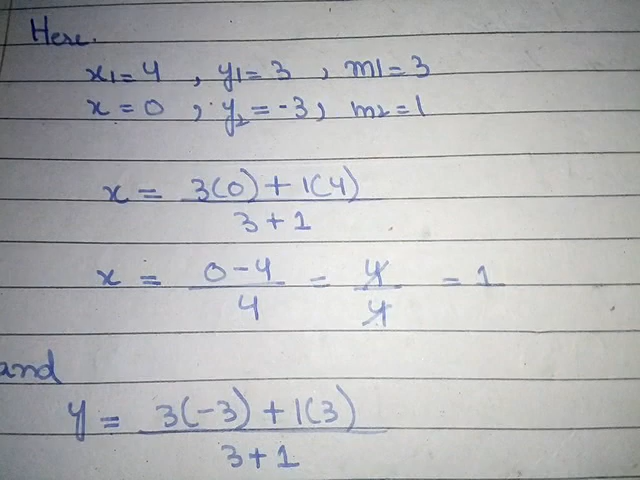 Here.
x₁=4 , y1=3 , m1=3
x=0 , y₂=-3, m₂=1
x = 3(0)+1(4) / 3+1
x = 0-4 / 4 = 4 / 4 = 1
and
y = 3(-3)+1(3) / 3+1